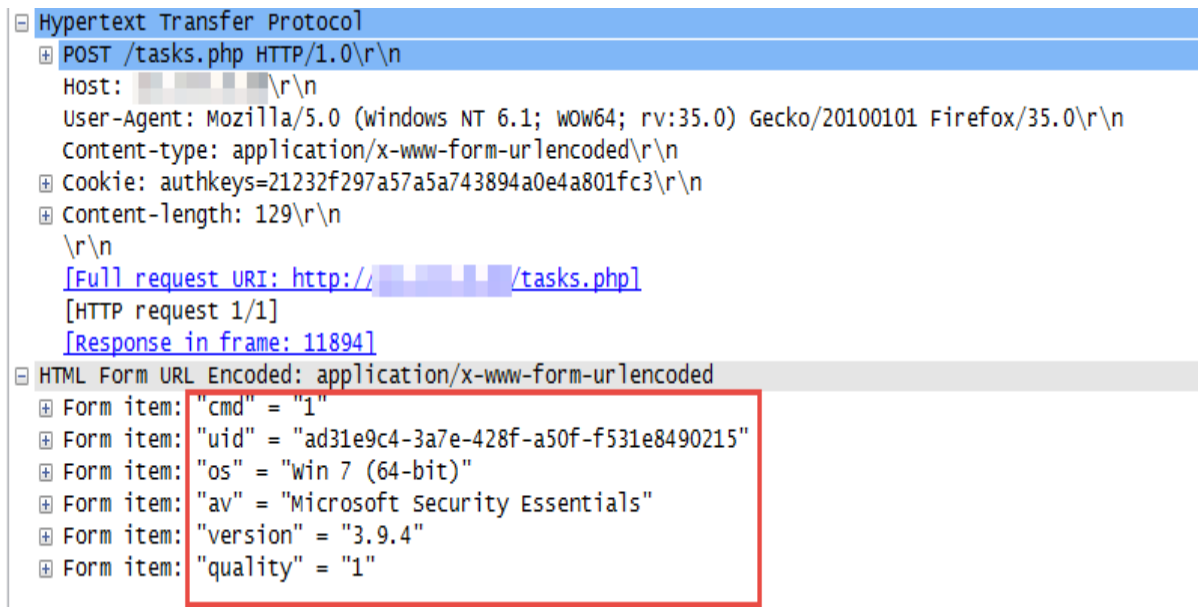 Hypertext Transfer Protocol
POST /tasks.php HTTP/1.0\r\n
Host: \r\n
User-Agent: Mozilla/5.0 (Windows NT 6.1; WOW64; rv:35.0) Gecko/20100101 Firefox/35.0\r\n
Content-type: application/x-www-form-urlencoded\r\n
Cookie: authkeys=21232f297a57a5a743894a0e4a801fc3\r\n
Content-length: 129\r\n
\r\n
[Full request URI: http:///tasks.php]
[HTTP request 1/1]
[Response in frame: 11894]
HTML Form URL Encoded: application/x-www-form-urlencoded
Form item: "cmd" = "1"
Form item: "uid" = "ad31e9c4-3a7e-428f-a50f-f531e8490215"
Form item: "os" = "Win 7 (64-bit)"
Form item: "av" = "Microsoft Security Essentials"
Form item: "version" = "3.9.4"
Form item: "quality" = "1"